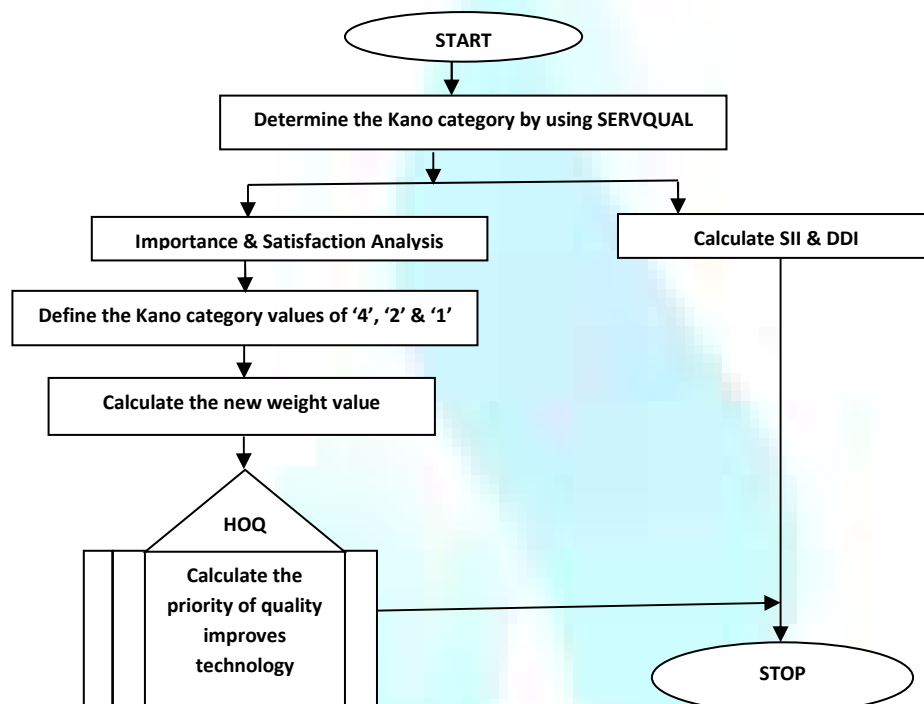 START
Determine the Kano category by using SERVQUAL
Importance & Satisfaction Analysis
Calculate SII & DDI
Define the Kano category values of ‘4’, ‘2’ & ‘1’
Calculate the new weight value
HOQ
Calculate the
priority of quality
improves
technology
STOP